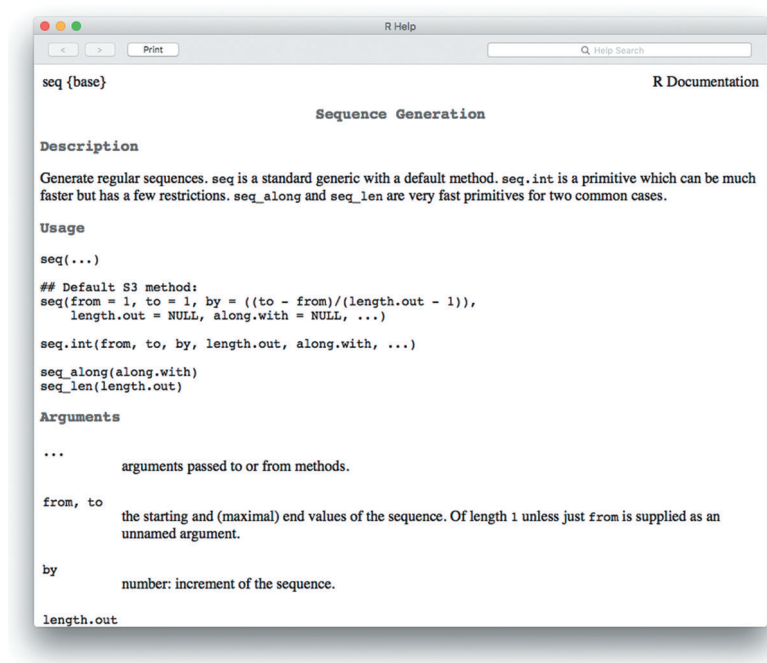 R Help
< > Print Help Search
seq {base} R Documentation
Sequence Generation
Description
Generate regular sequences. seq is a standard generic with a default method. seq.int is a primitive which can be much
faster but has a few restrictions. seq_along and seq_len are very fast primitives for two common cases.
Usage
seq(...)
## Default S3 method:
seq(from = 1, to = 1, by = ((to - from)/(length.out - 1)),
length.out = NULL, along.with = NULL, ...)
seq.int(from, to, by, length.out, along.with, ...)
seq_along(along.with)
seq_len(length.out)
Arguments
...
arguments passed to or from methods.
from, to
the starting and (maximal) end values of the sequence. Of length 1 unless just from is supplied as an
unnamed argument.
by
number: increment of the sequence.
length.out